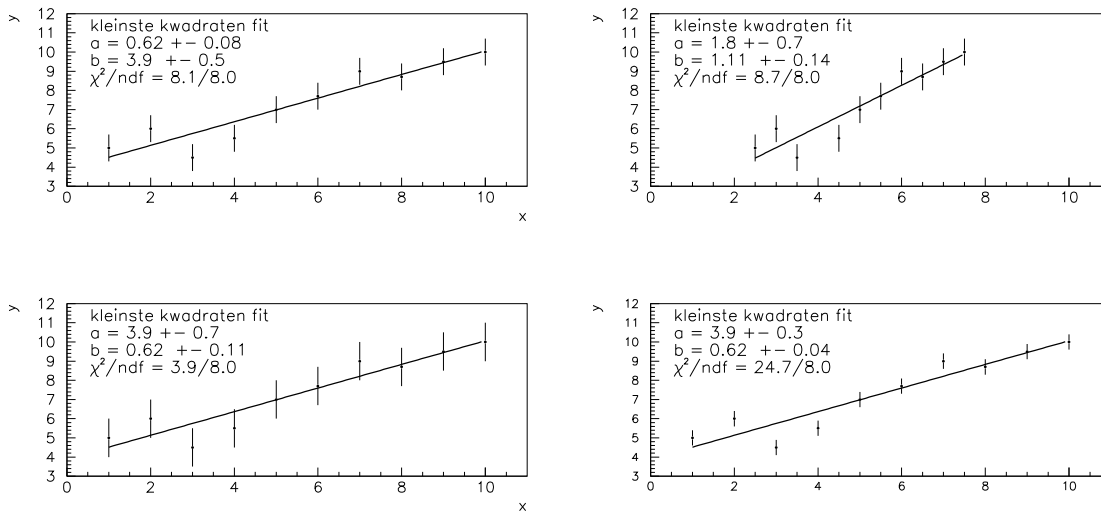 y
12
11
10
9
8
7
6
5
4
3
kleinste kwadraten fit
a = 0.62 +− 0.08
b = 3.9 +− 0.5
χ²/ndf = 8.1/8.0
0 2 4 6 8 10
x
y
12
11
10
9
8
7
6
5
4
3
kleinste kwadraten fit
a = 1.8 +− 0.7
b = 1.11 +− 0.14
χ²/ndf = 8.7/8.0
0 2 4 6 8 10
y
12
11
10
9
8
7
6
5
4
3
kleinste kwadraten fit
a = 3.9 +− 0.7
b = 0.62 +− 0.11
χ²/ndf = 3.9/8.0
0 2 4 6 8 10
x
y
12
11
10
9
8
7
6
5
4
3
kleinste kwadraten fit
a = 3.9 +− 0.3
b = 0.62 +− 0.04
χ²/ndf = 24.7/8.0
0 2 4 6 8 10